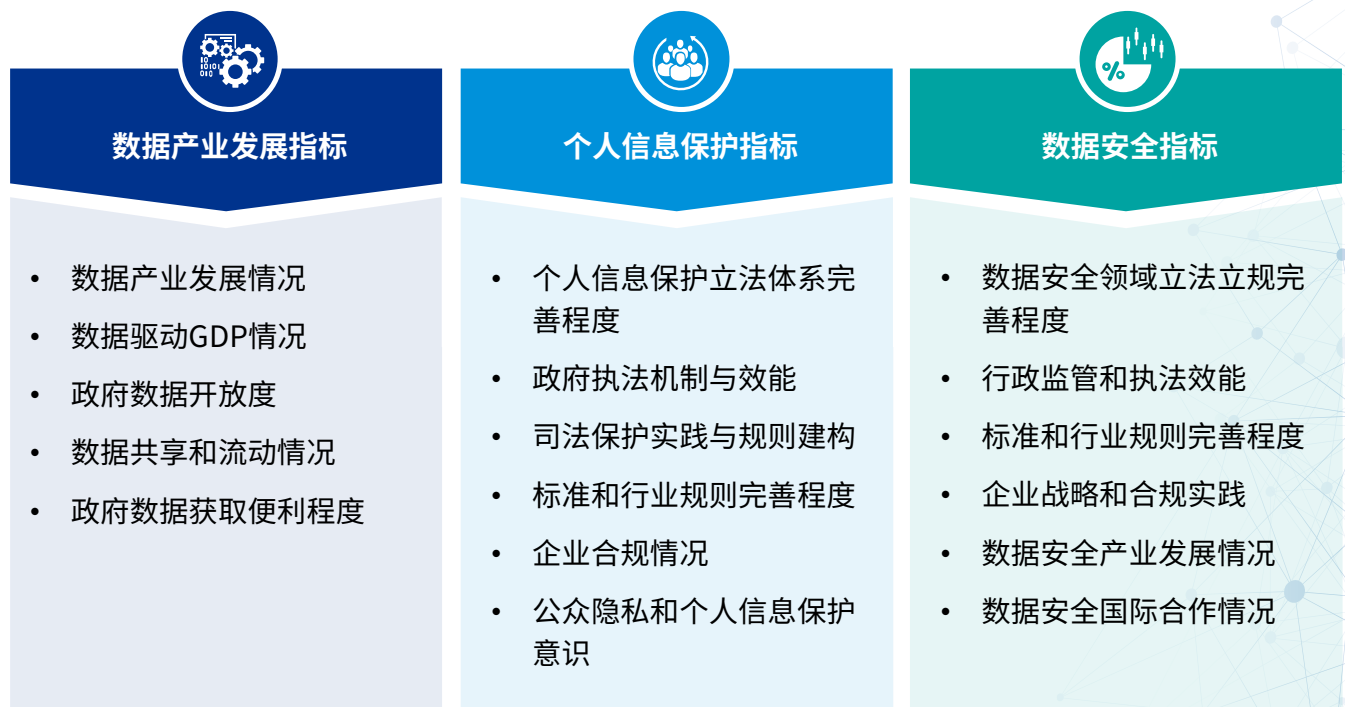 数据产业发展指标
• 数据产业发展情况
• 数据驱动GDP情况
• 政府数据开放度
• 数据共享和流动情况
• 政府数据获取便利程度
个人信息保护指标
• 个人信息保护立法体系完
善程度
• 政府执法机制与效能
• 司法保护实践与规则建构
• 标准和行业规则完善程度
• 企业合规情况
• 公众隐私和个人信息保护
意识
%
数据安全指标
• 数据安全领域立法立规完
善程度
• 行政监管和执法效能
• 标准和行业规则完善程度
• 企业战略和合规实践
• 数据安全产业发展情况
• 数据安全国际合作情况